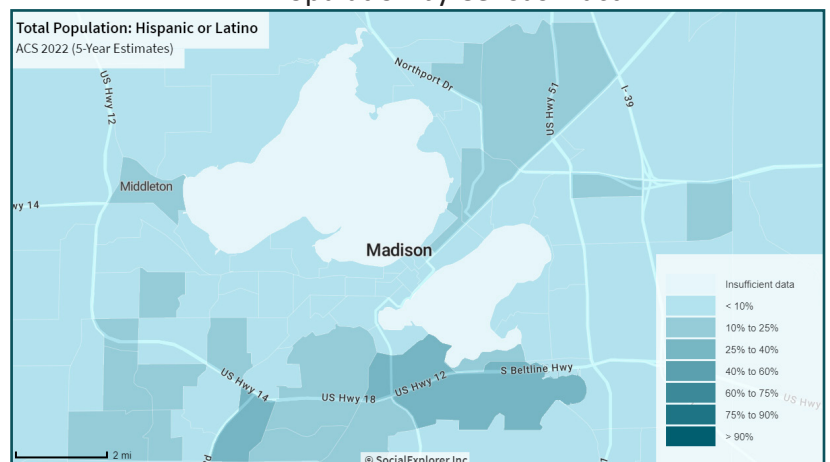 Total Population: Hispanic or Latino
ACS 2022 (5-Year Estimates)
Northport Dr
US Hwy 12
US Hwy 51
I- 39
Middleton
wy 14
Madison
Insufficient data
< 10%
10% to 25%
25% to 40%
40% to 60%
60% to 75%
75% to 90%
> 90%
S Beltline Hwy
US Hwy 12
US Hwy 14
US Hwy 18
US Hwy
2 mi
© SocialExplorer Inc